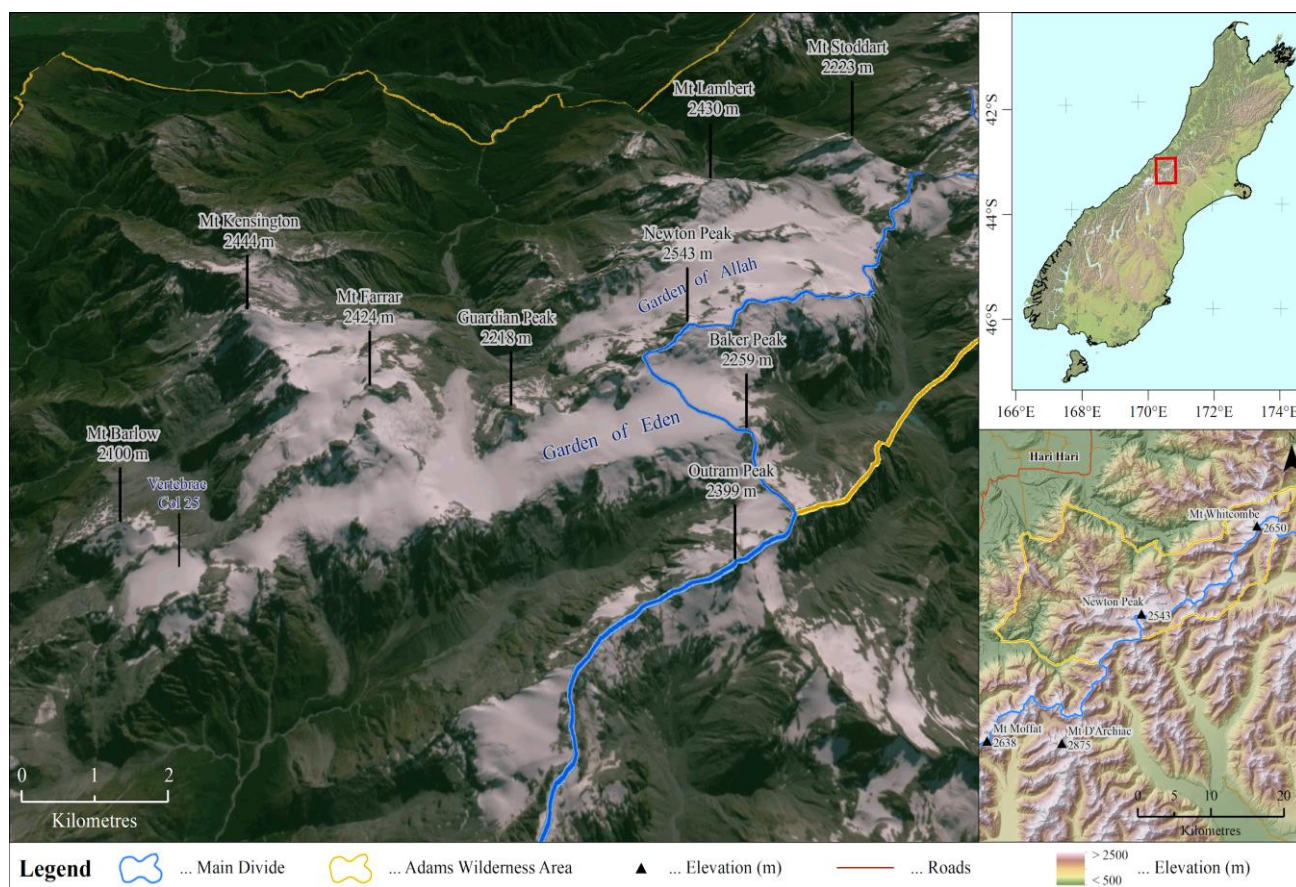 Mt Stoddart
2223 m
Mt Lambert
2430 m
Mt Kensington
2444 m
Newton Peak
2543 m
Garden of Allah
Mt Farrar
2424 m
Guardian Peak
2218 m
Baker Peak
2259 m
Garden of Eden
Mt Barlow
2100 m
Vertebrae
Col 25
Outram Peak
2399 m
0 1 2
Kilometres
42°S
44°S
46°S
166°E 168°E 170°E 172°E 174°E
Hari Hari
Mt Whitcombe
2650
Newton Peak
2543
Mt Moffat
2638
Mt D'Archiac
2875
0 10 20
Kilometres
Legend ... Main Divide ... Adams Wilderness Area ... Elevation (m) ... Roads > 2500 < 500 ... Elevation (m)